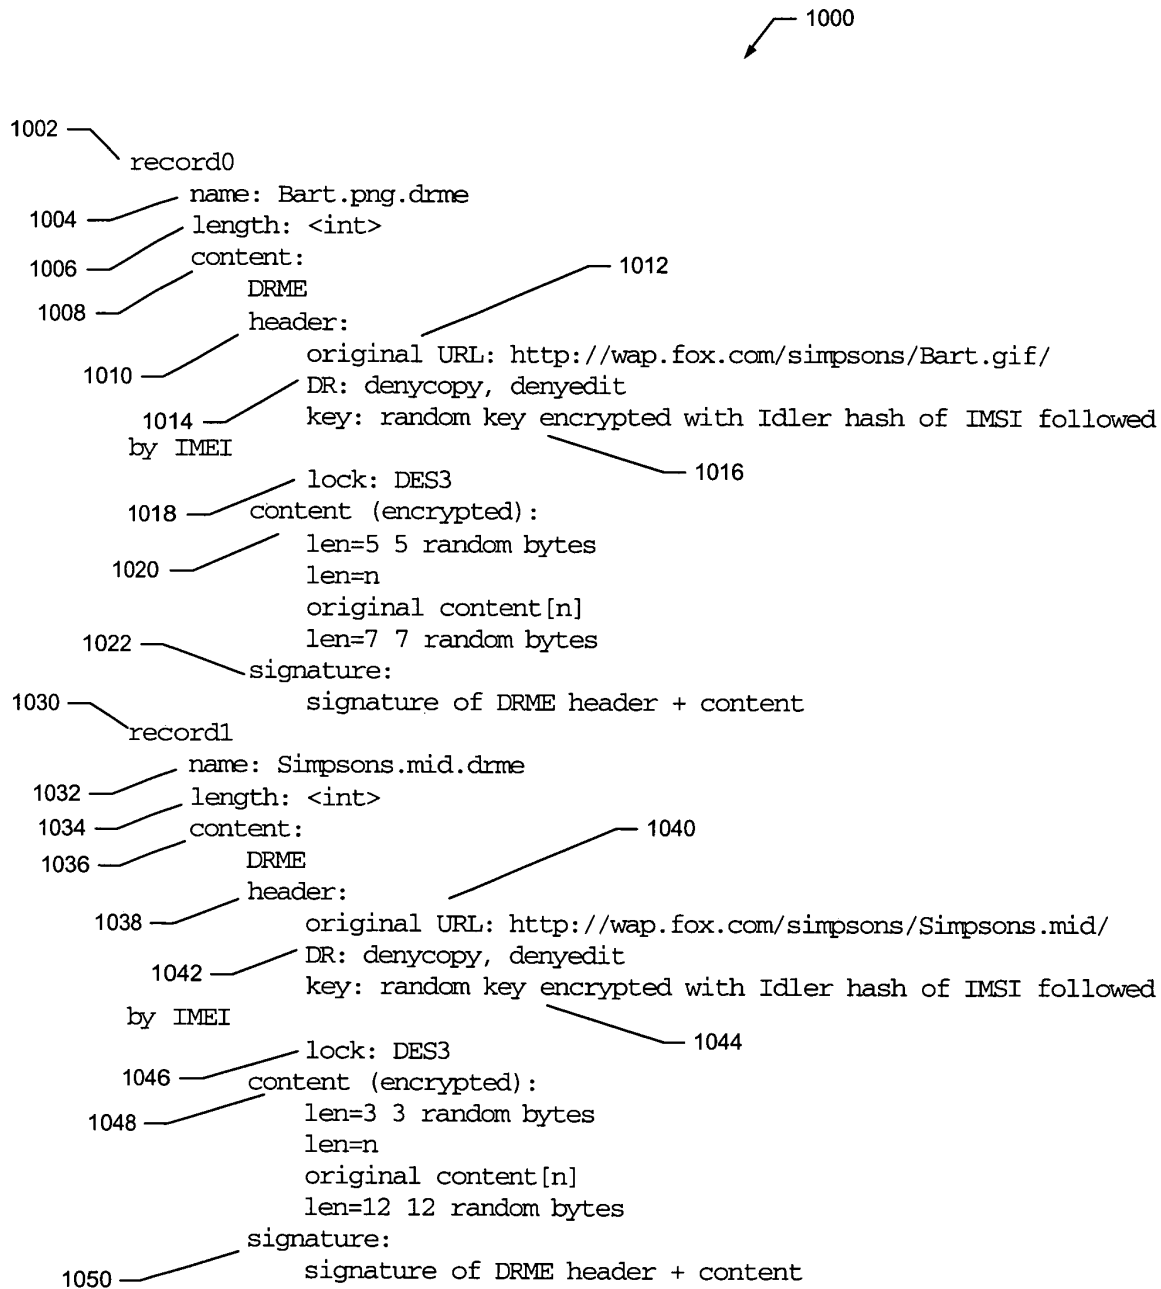 1000
1002
record0
name: Bart.png.drme
1004
length: <int>
1006
content:
1012
1008
DRME
header:
1010
original URL: http://wap.fox.com/simpsons/Bart.gif/
DR: denycopy, denyedit
1014
key: random key encrypted with Idler hash of IMSI followed
by IMEI
1016
lock: DES3
1018
content (encrypted):
len=5 5 random bytes
1020
len=n
original content[n]
len=7 7 random bytes
1022
signature:
signature of DRME header + content
1030
record1
name: Simpsons.mid.drme
1032
length: <int>
1034
content:
1040
1036
DRME
header:
1038
original URL: http://wap.fox.com/simpsons/Simpsons.mid/
DR: denycopy, denyedit
1042
key: random key encrypted with Idler hash of IMSI followed
by IMEI
1044
lock: DES3
1046
content (encrypted):
len=3 3 random bytes
1048
len=n
original content[n]
len=12 12 random bytes
signature:
signature of DRME header + content
1050